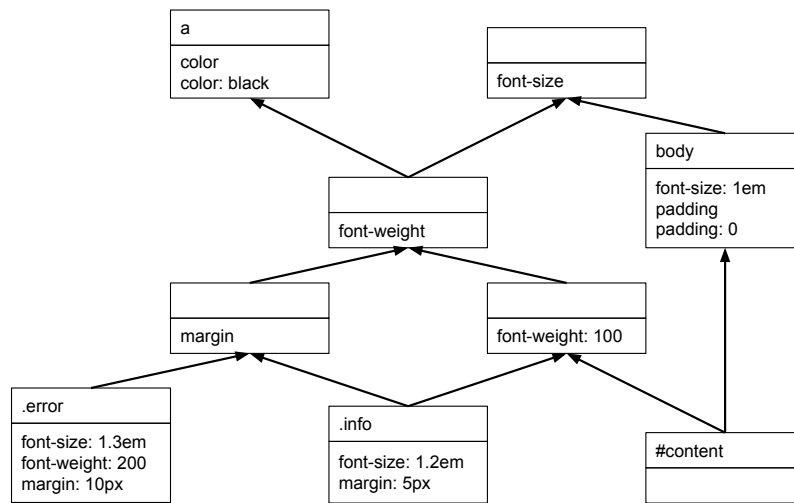 a
color
color: black
font-size
body
font-size: 1em
padding
padding: 0
font-weight
margin
font-weight: 100
.error
font-size: 1.3em
font-weight: 200
margin: 10px
.info
font-size: 1.2em
margin: 5px
#content